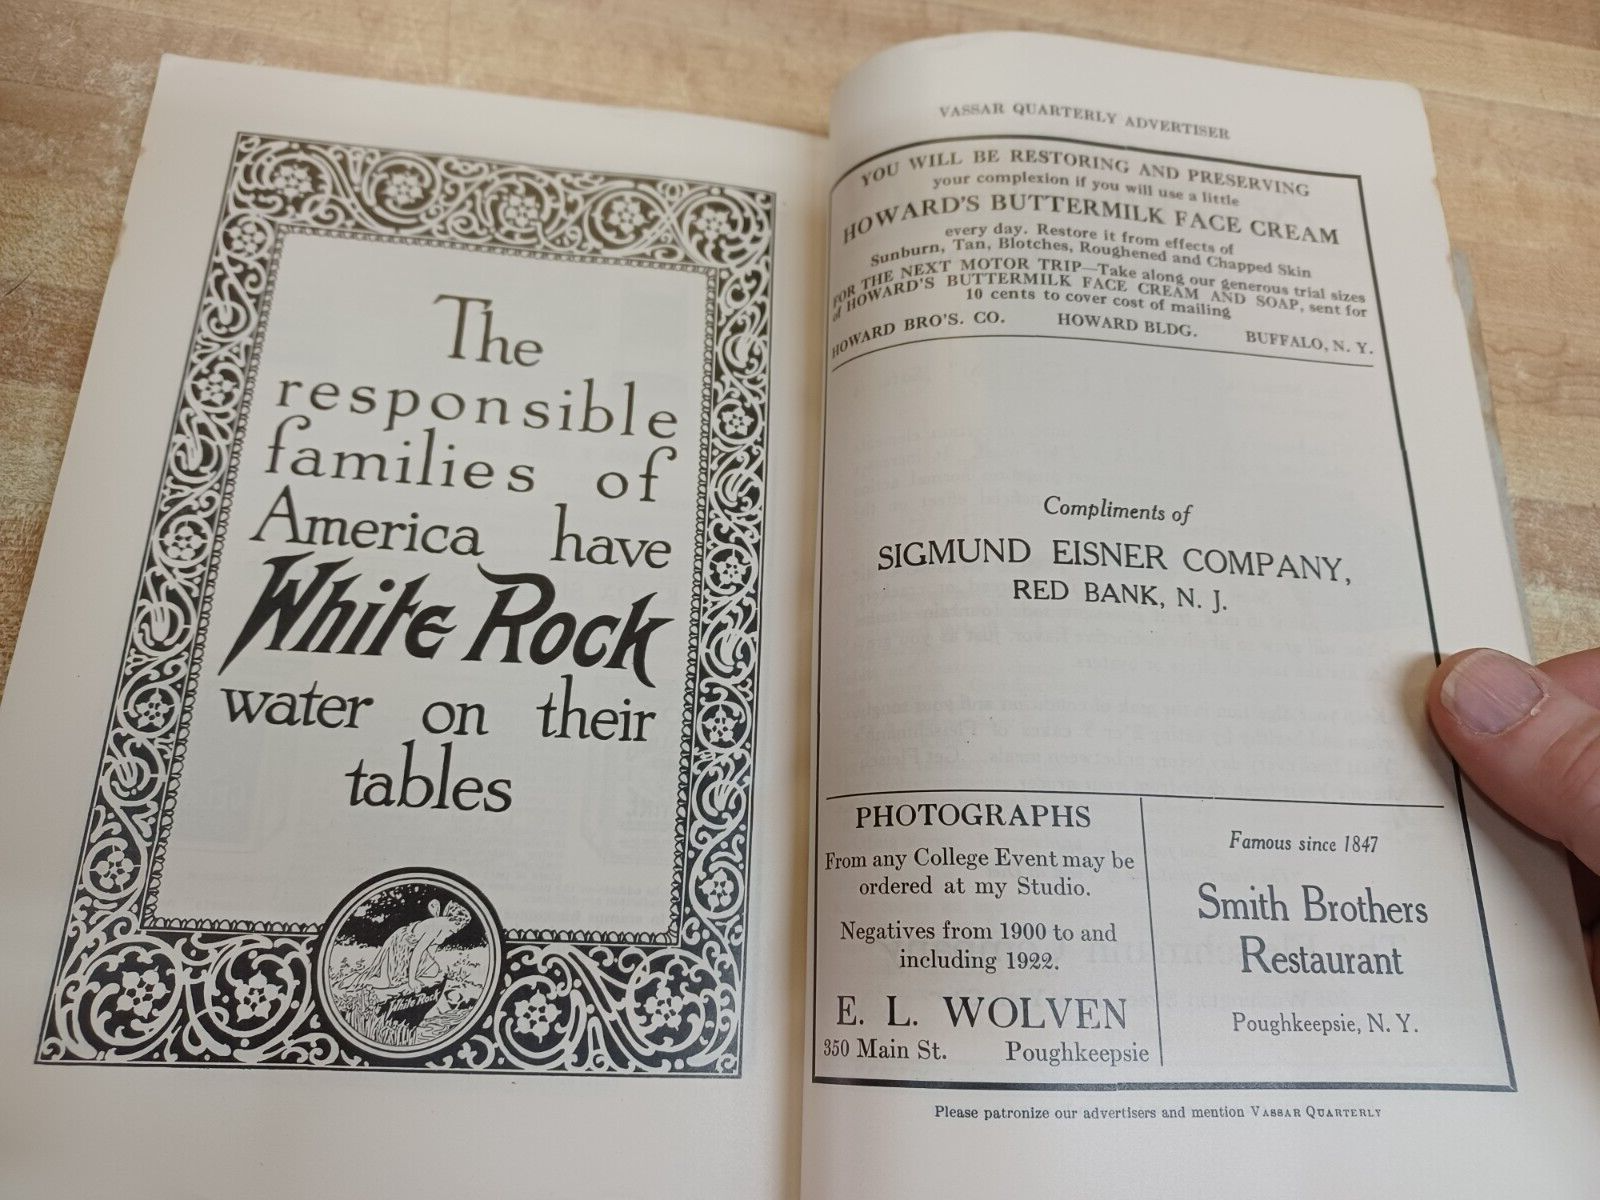 The
responsible
families of
America have
White Rock
water on their
tables
White Rock
VASSAR QUARTERLY ADVERTISER
YOU WILL BE RESTORING AND PRESERVING
your complexion if you will use a little
HOWARD'S BUTTERMILK FACE CREAM
every day. Restore it from effects of
Sunburn, Tan, Blotches, Roughened and Chapped Skin
FOR THE NEXT MOTOR TRIP—Take along our generous trial sizes
of HOWARD'S BUTTERMILK FACE CREAM AND SOAP, sent for
10 cents to cover cost of mailing
HOWARD BRO'S. CO. HOWARD BLDG. BUFFALO, N. Y.
Compliments of
SIGMUND EISNER COMPANY,
RED BANK, N. J.
PHOTOGRAPHS
From any College Event may be
ordered at my Studio.
Negatives from 1900 to and
including 1922.
E. L. WOLVEN
350 Main St. Poughkeepsie
Famous since 1847
Smith Brothers
Restaurant
Poughkeepsie, N. Y.
Please patronize our advertisers and mention VASSAR QUARTERLY